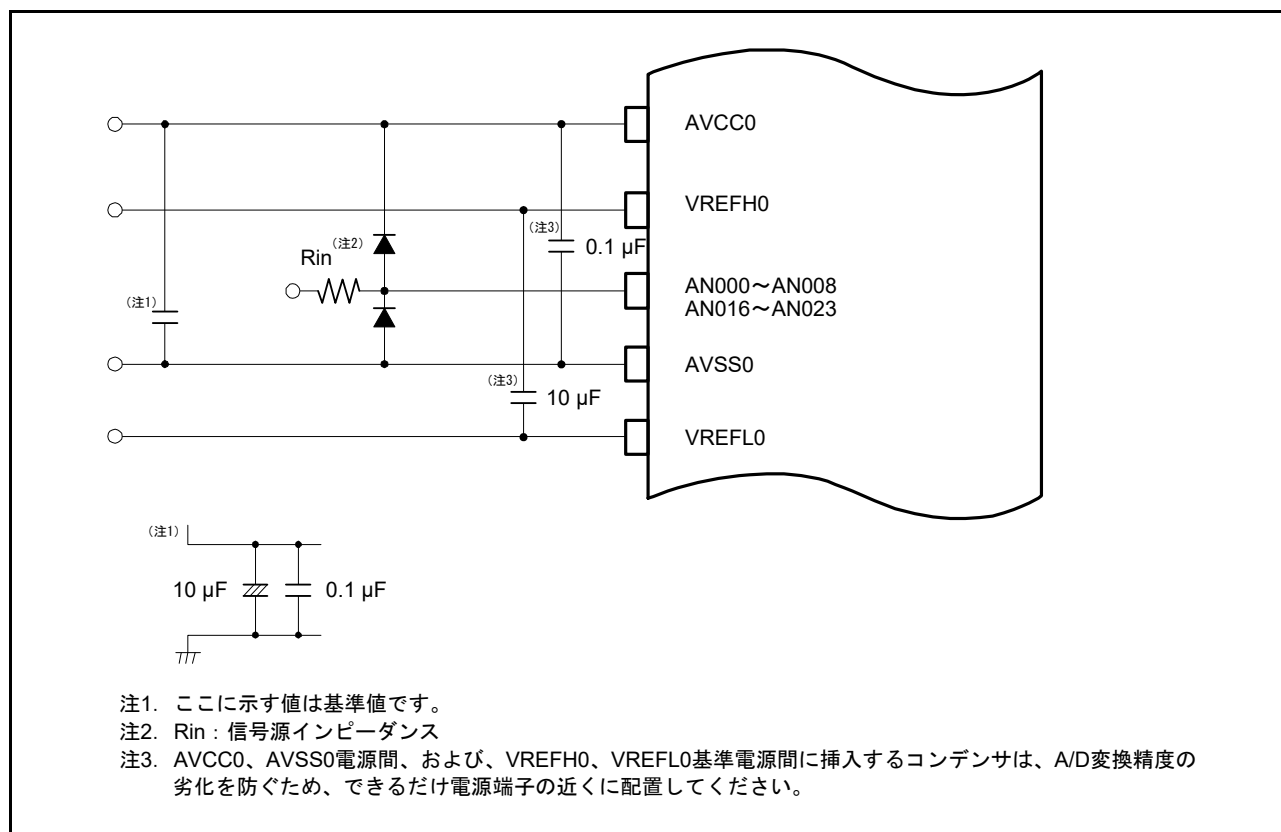 AVCC0
VREFH0
(注3) 0.1 µF
Rin(注2)
AN000～AN008
AN016～AN023
(注1)
AVSS0
(注3) 10 µF
VREFL0
(注1)
10 µF 0.1 µF
注1. ここに示す値は基準値です。
注2. Rin：信号源インピーダンス
注3. AVCC0、AVSS0電源間、および、VREFH0、VREFL0基準電源間に挿入するコンデンサは、A/D変換精度の
劣化を防ぐため、できるだけ電源端子の近くに配置してください。